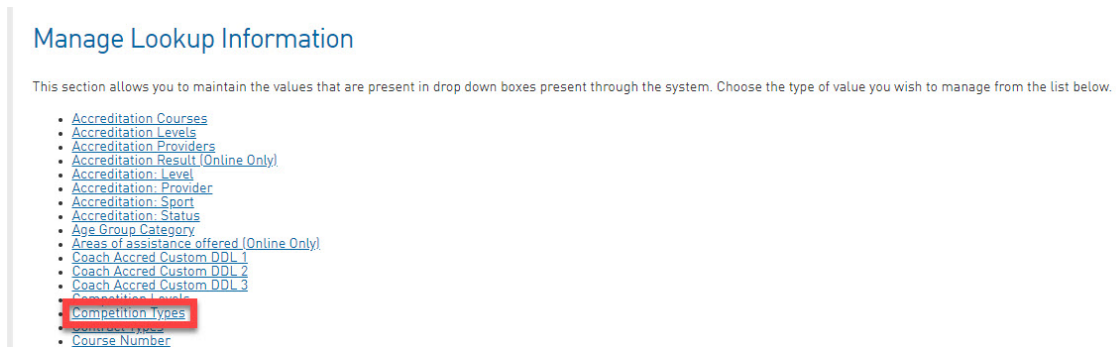 Manage Lookup Information
This section allows you to maintain the values that are present in drop down boxes present through the system. Choose the type of value you wish to manage from the list below.
• Accreditation Courses
• Accreditation Levels
• Accreditation Providers
• Accreditation Result (Online Only)
• Accreditation: Level
• Accreditation: Provider
• Accreditation: Sport
• Accreditation: Status
• Age Group Category
• Areas of assistance offered (Online Only)
• Coach Accred Custom DDL 1
• Coach Accred Custom DDL 2
• Coach Accred Custom DDL 3
• Competition Levels
• Competition Types
• Contract Types
• Course Number